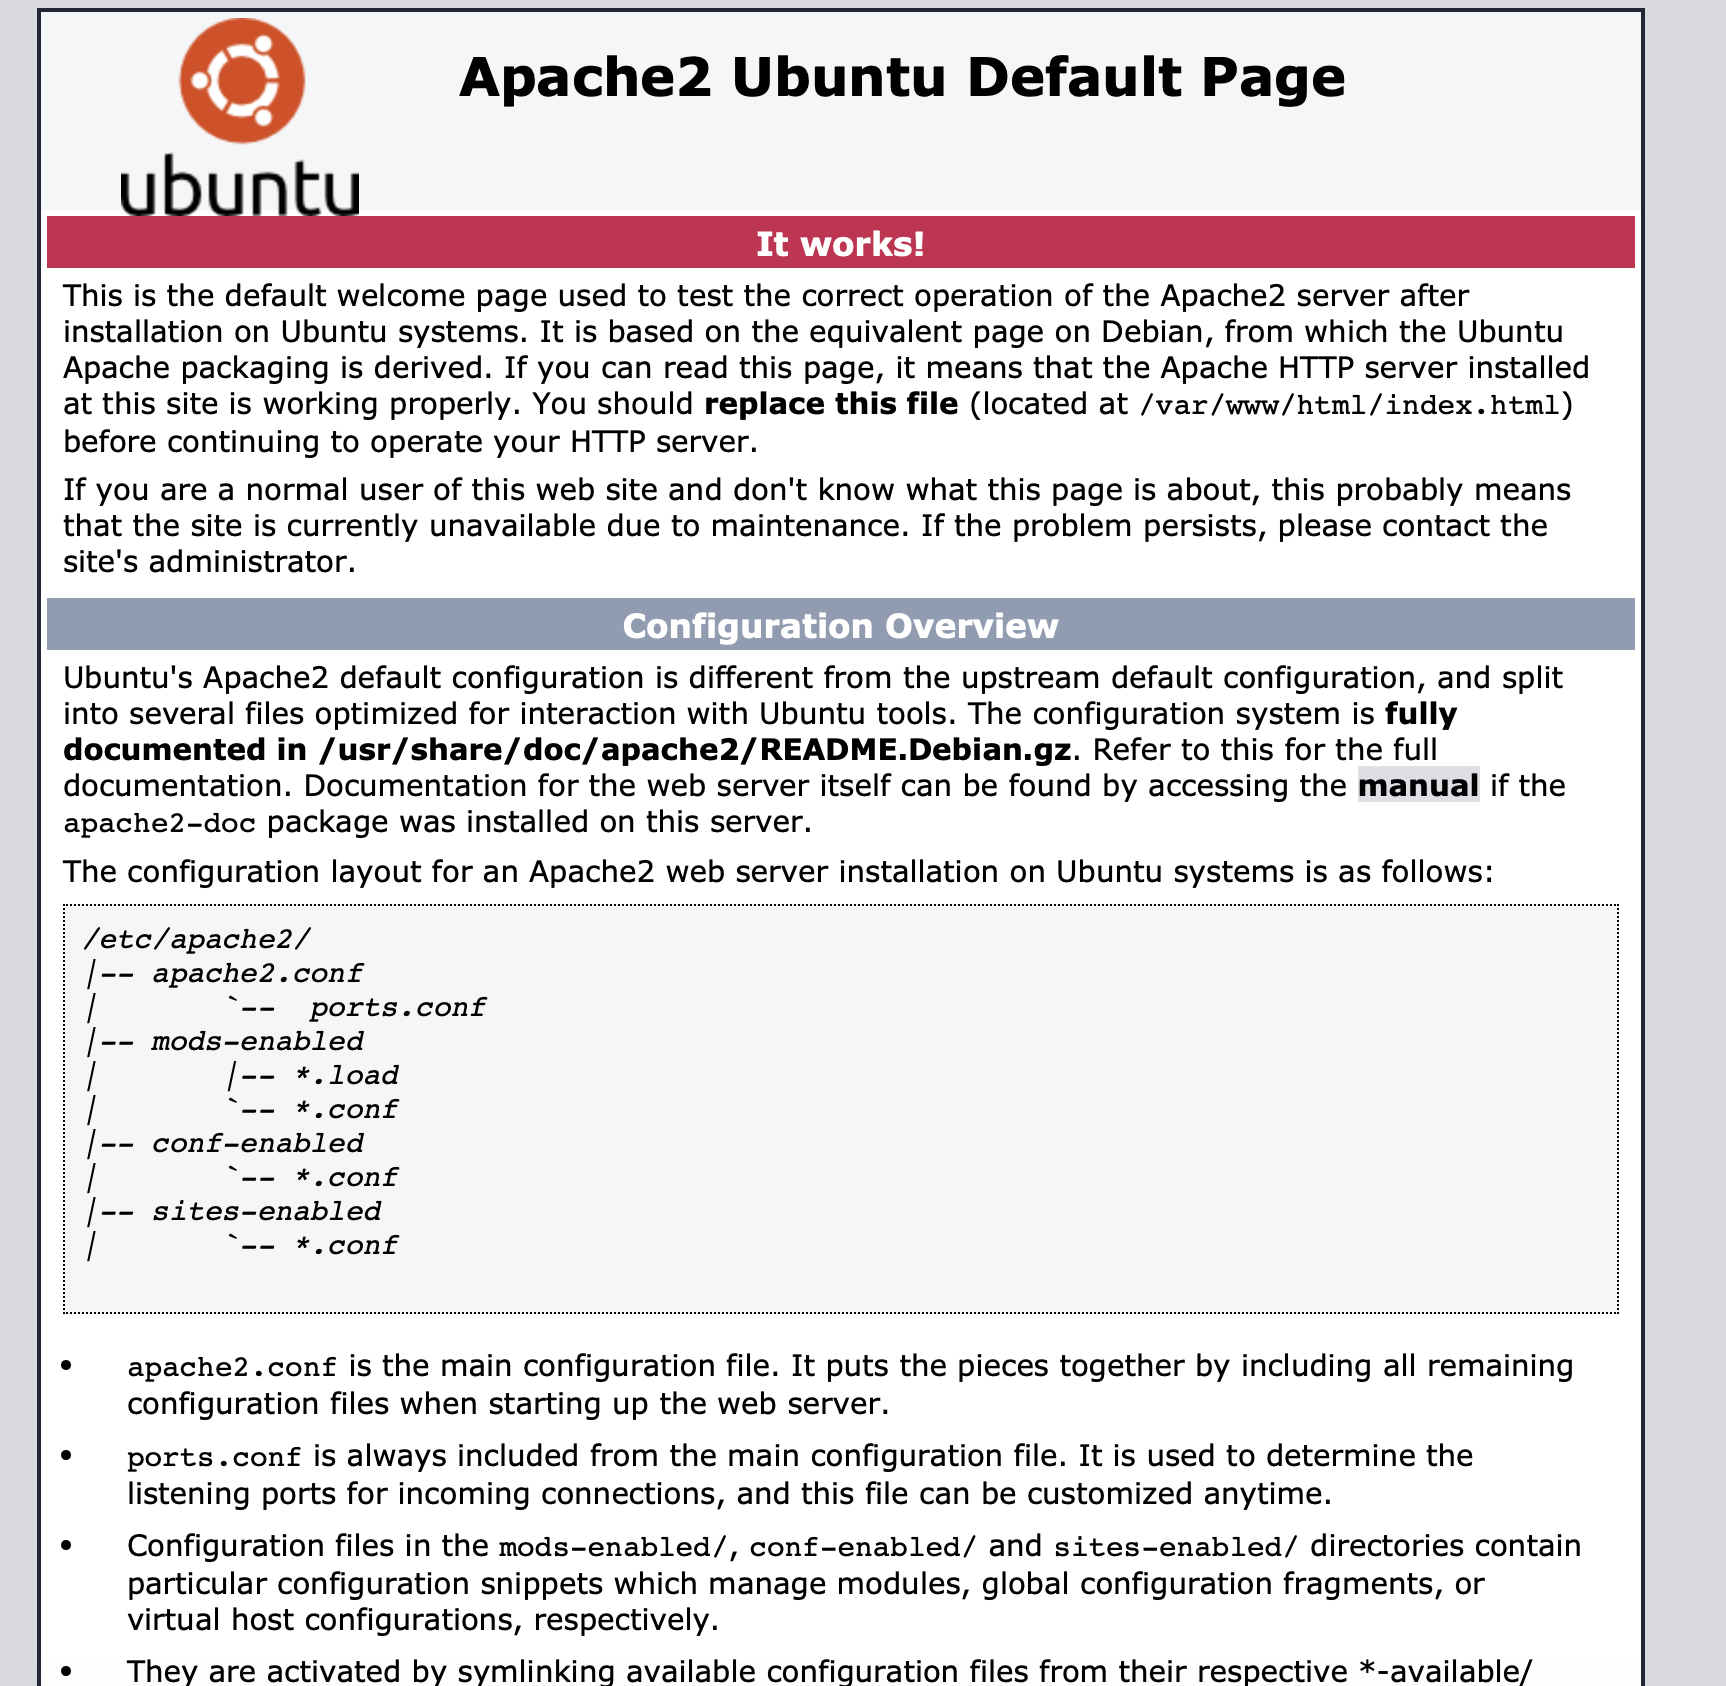 ubuntu
Apache2 Ubuntu Default Page
It works!
This is the default welcome page used to test the correct operation of the Apache2 server after
installation on Ubuntu systems. It is based on the equivalent page on Debian, from which the Ubuntu
Apache packaging is derived. If you can read this page, it means that the Apache HTTP server installed
at this site is working properly. You should replace this file (located at /var/www/html/index.html)
before continuing to operate your HTTP server.
If you are a normal user of this web site and don't know what this page is about, this probably means
that the site is currently unavailable due to maintenance. If the problem persists, please contact the
site's administrator.
Configuration Overview
Ubuntu's Apache2 default configuration is different from the upstream default configuration, and split
into several files optimized for interaction with Ubuntu tools. The configuration system is fully
documented in /usr/share/doc/apache2/README.Debian.gz. Refer to this for the full
documentation. Documentation for the web server itself can be found by accessing the manual if the
apache2-doc package was installed on this server.
The configuration layout for an Apache2 web server installation on Ubuntu systems is as follows:
/etc/apache2/
|-- apache2.conf
|       `--  ports.conf
|-- mods-enabled
|       |-- *.load
|       `-- *.conf
|-- conf-enabled
|       `-- *.conf
|-- sites-enabled
|       `-- *.conf
• apache2.conf is the main configuration file. It puts the pieces together by including all remaining
configuration files when starting up the web server.
• ports.conf is always included from the main configuration file. It is used to determine the
listening ports for incoming connections, and this file can be customized anytime.
• Configuration files in the mods-enabled/, conf-enabled/ and sites-enabled/ directories contain
particular configuration snippets which manage modules, global configuration fragments, or
virtual host configurations, respectively.
• They are activated by symlinking available configuration files from their respective *-available/